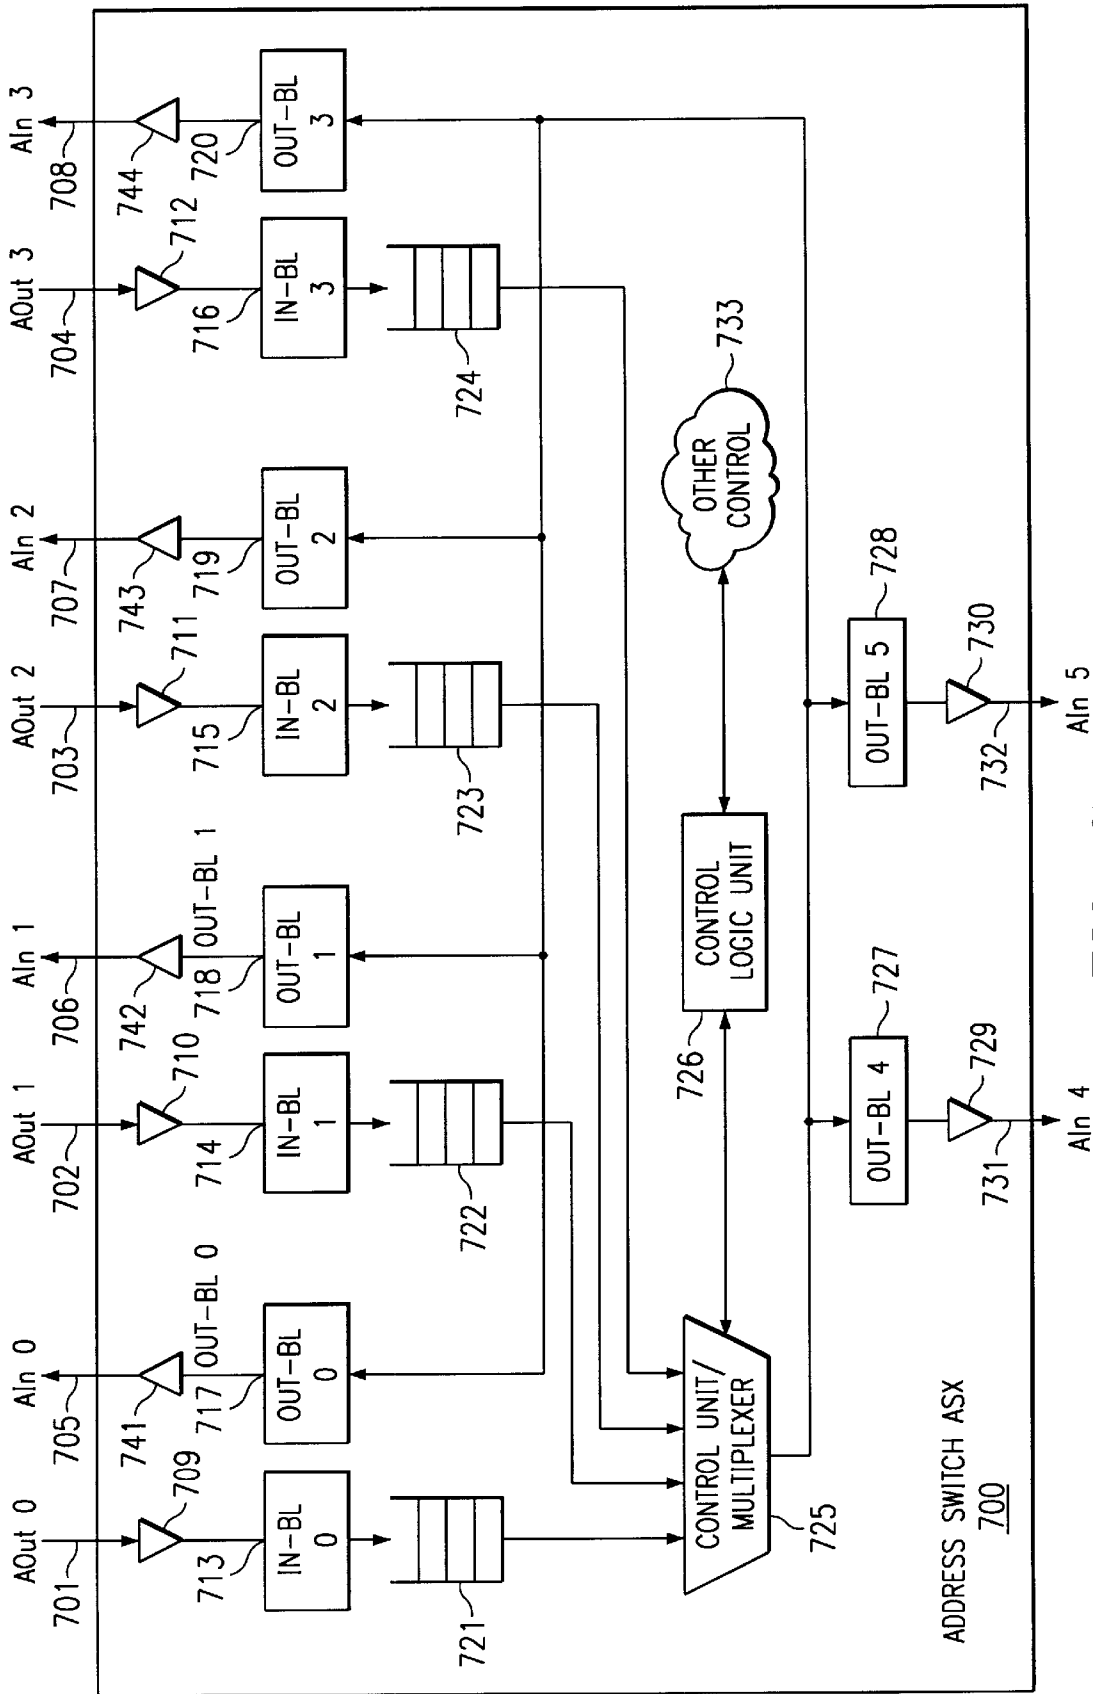 AOut 0
AIn 0
AOut 1
AIn 1
AOut 2
AIn 2
AOut 3
AIn 3
701
705
702
706
703
707
704
708
709
741
710
742
711
743
712
744
713
717
OUT-BL 0
714
718
OUT-BL 1
715
719
716
720
IN-BL
0
OUT-BL
0
IN-BL
1
OUT-BL
1
IN-BL
2
OUT-BL
2
IN-BL
3
OUT-BL
3
721
722
723
724
CONTROL UNIT/
MULTIPLEXER
725
CONTROL
LOGIC UNIT
726
OTHER
CONTROL
733
OUT-BL 4
727
OUT-BL 5
728
729
730
731
732
AIn 4
AIn 5
ADDRESS SWITCH ASX
700